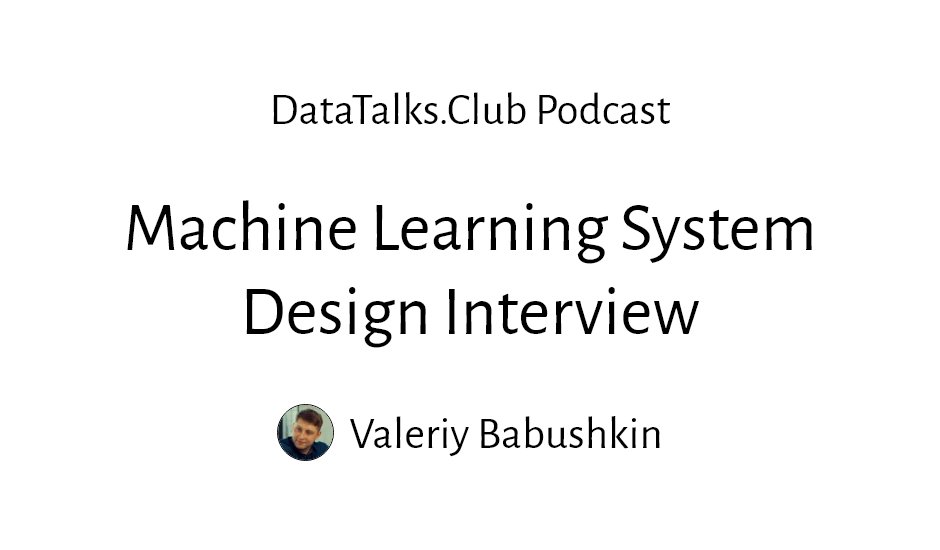 DataTalks.Club Podcast
Machine Learning System
Design Interview
Valeriy Babushkin